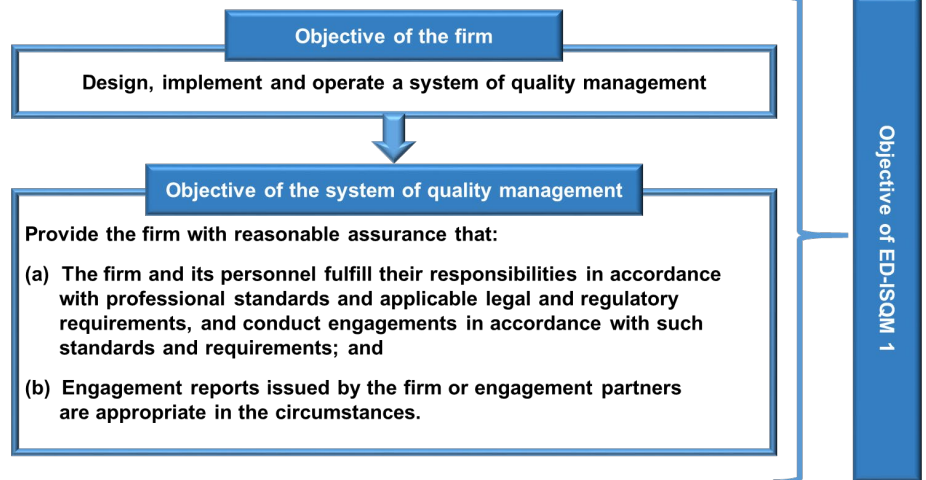 Objective of the firm
Design, implement and operate a system of quality management
Objective of the system of quality management
Provide the firm with reasonable assurance that:
(a) The firm and its personnel fulfill their responsibilities in accordance
with professional standards and applicable legal and regulatory
requirements, and conduct engagements in accordance with such
standards and requirements; and
(b) Engagement reports issued by the firm or engagement partners
are appropriate in the circumstances.
Objective of ED-ISQM 1